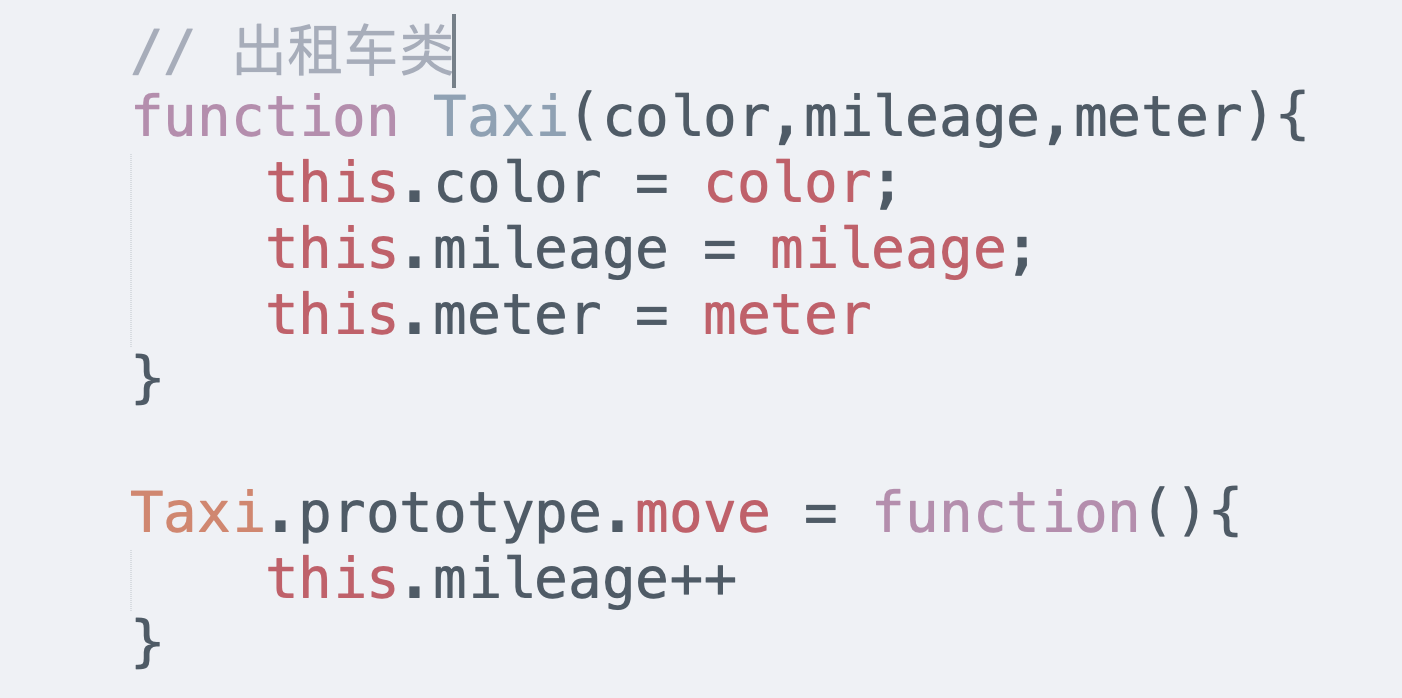 // 出租车类
function Taxi(color,mileage,meter){
    this.color = color;
    this.mileage = mileage;
    this.meter = meter
}

Taxi.prototype.move = function(){
    this.mileage++
}